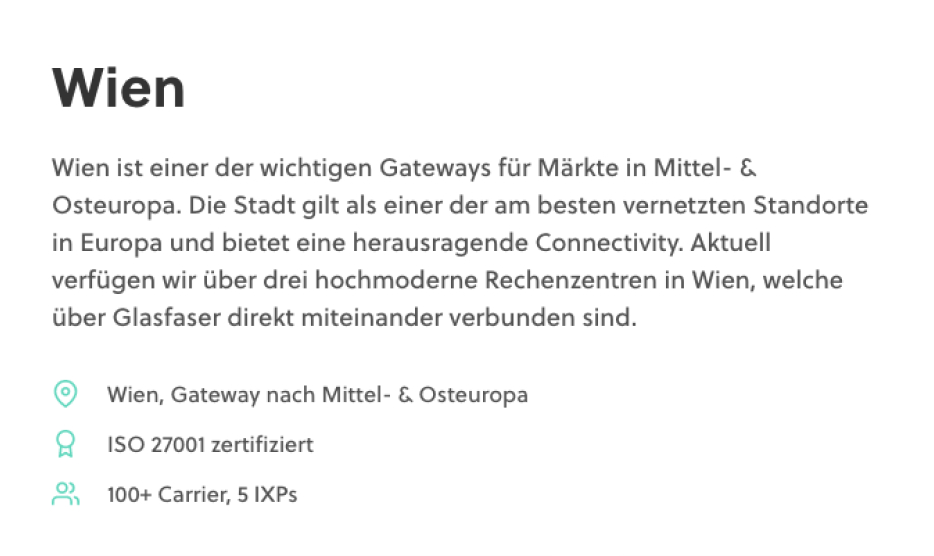 Wien
Wien ist einer der wichtigen Gateways für Märkte in Mittel- &
Osteuropa. Die Stadt gilt als einer der am besten vernetzten Standorte
in Europa und bietet eine herausragende Connectivity. Aktuell
verfügen wir über drei hochmoderne Rechenzentren in Wien, welche
über Glasfaser direkt miteinander verbunden sind.
Wien, Gateway nach Mittel- & Osteuropa
ISO 27001 zertifiziert
100+ Carrier, 5 IXPs